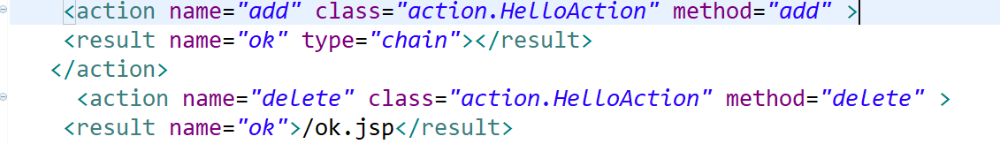 <action name="add" class="action.HelloAction" method="add" >
<result name="ok" type="chain"></result>
</action>
<action name="delete" class="action.HelloAction" method="delete" >
<result name="ok">/ok.jsp</result>